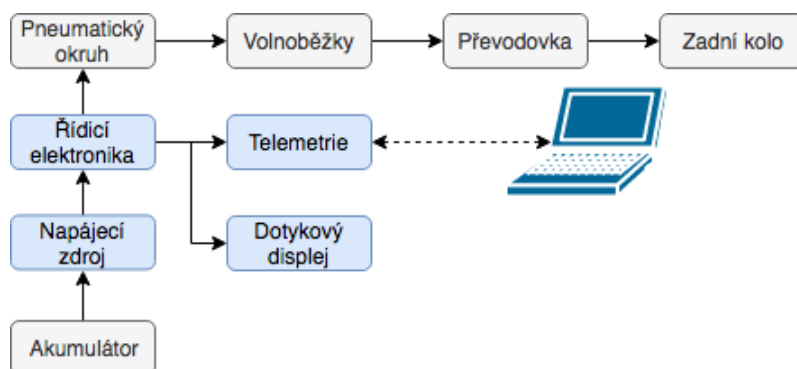 Pneumatický
okruh
Volnoběžky
Převodovka
Zadní kolo
Řídicí
elektronika
Telemetrie
Napájecí
zdroj
Dotykový
displej
Akumulátor